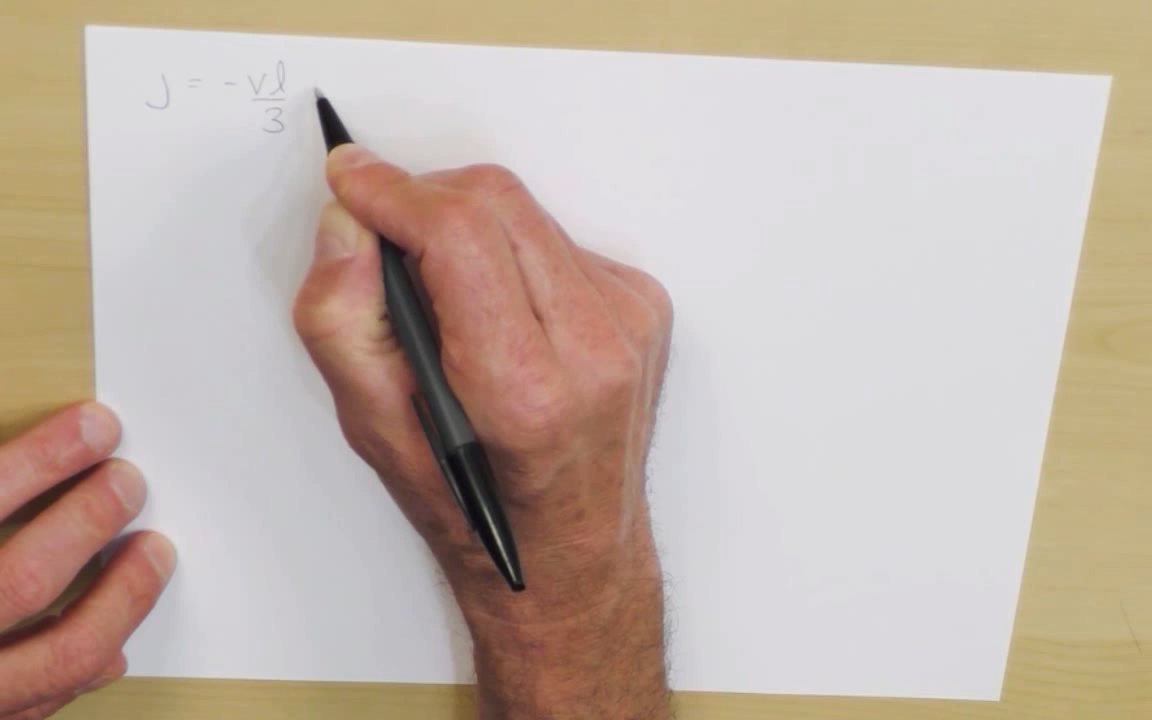 J = - vl/3